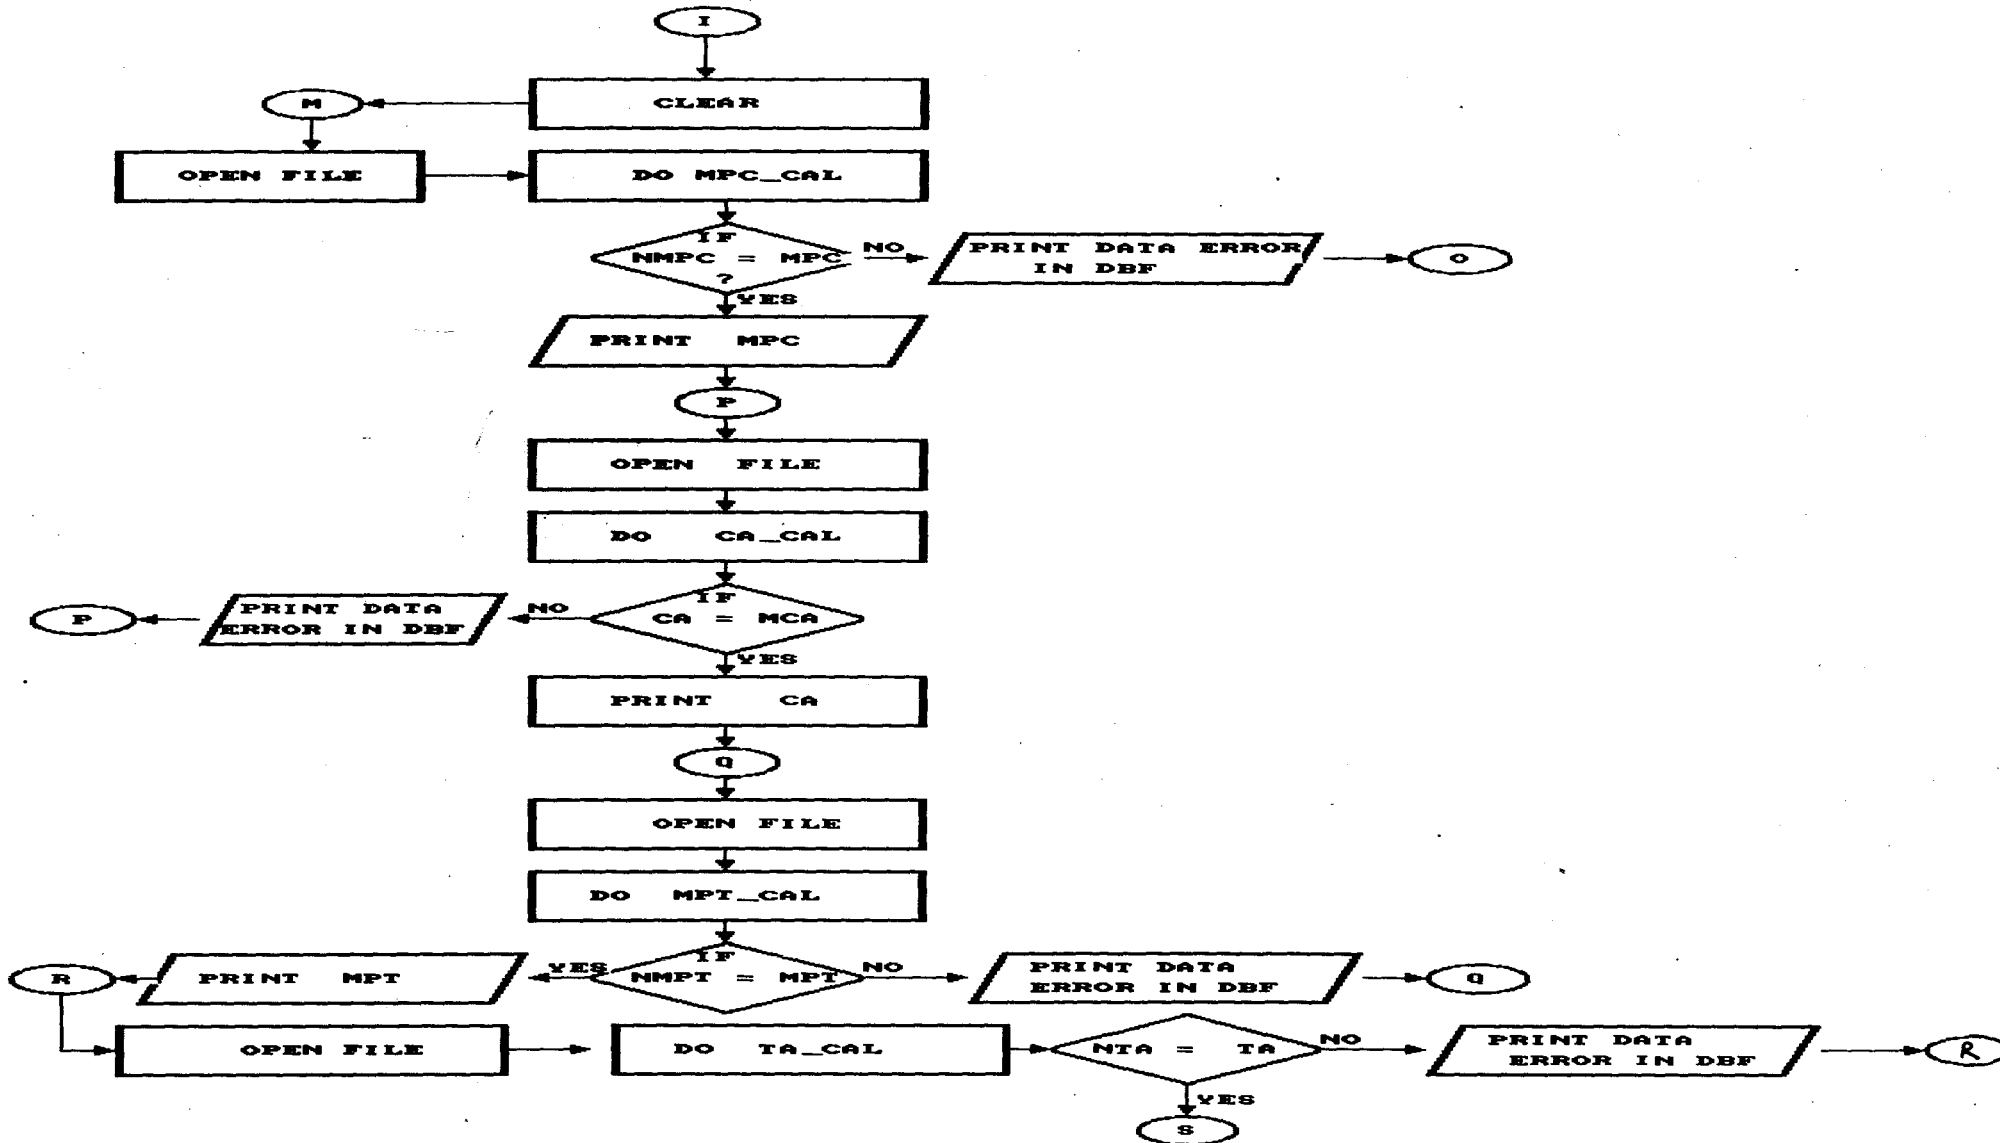 I
CLEAR
M
OPEN FILE
DO MPC_CAL
IF
NMPC = MPC
?
NO
PRINT DATA ERROR
IN DBF
O
YES
PRINT MPC
P
OPEN FILE
DO CA_CAL
IF
CA = MCA
NO
PRINT DATA
ERROR IN DBF
P
YES
PRINT CA
Q
OPEN FILE
DO MPT_CAL
IF
NMPT = MPT
YES
PRINT MPT
R
NO
PRINT DATA
ERROR IN DBF
Q
OPEN FILE
DO TA_CAL
NTA = TA
NO
PRINT DATA
ERROR IN DBF
R
YES
S